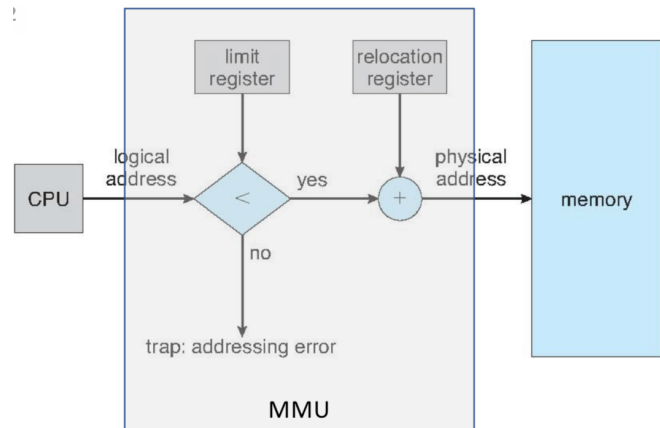 limit
register
relocation
register
logical
address
physical
address
CPU
<
yes
+
memory
no
trap: addressing error
MMU